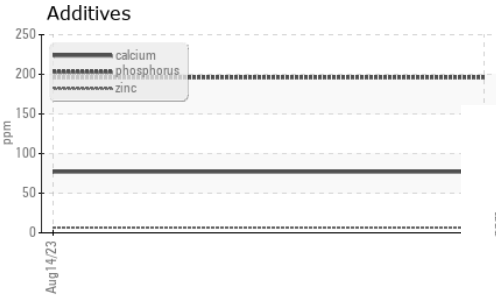 Additives
250
calcium
phosphorus
zinc
200
150
100
50
0
ppm
Aug14/23